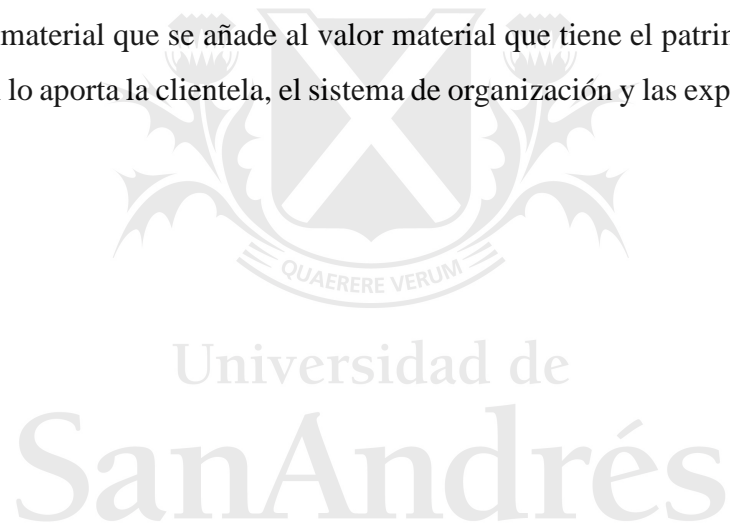 material que se añade al valor material que tiene el patrim
lo aporta la clientela, el sistema de organización y las exp
QUAERERE VERUM
Universidad de
SanAndrés